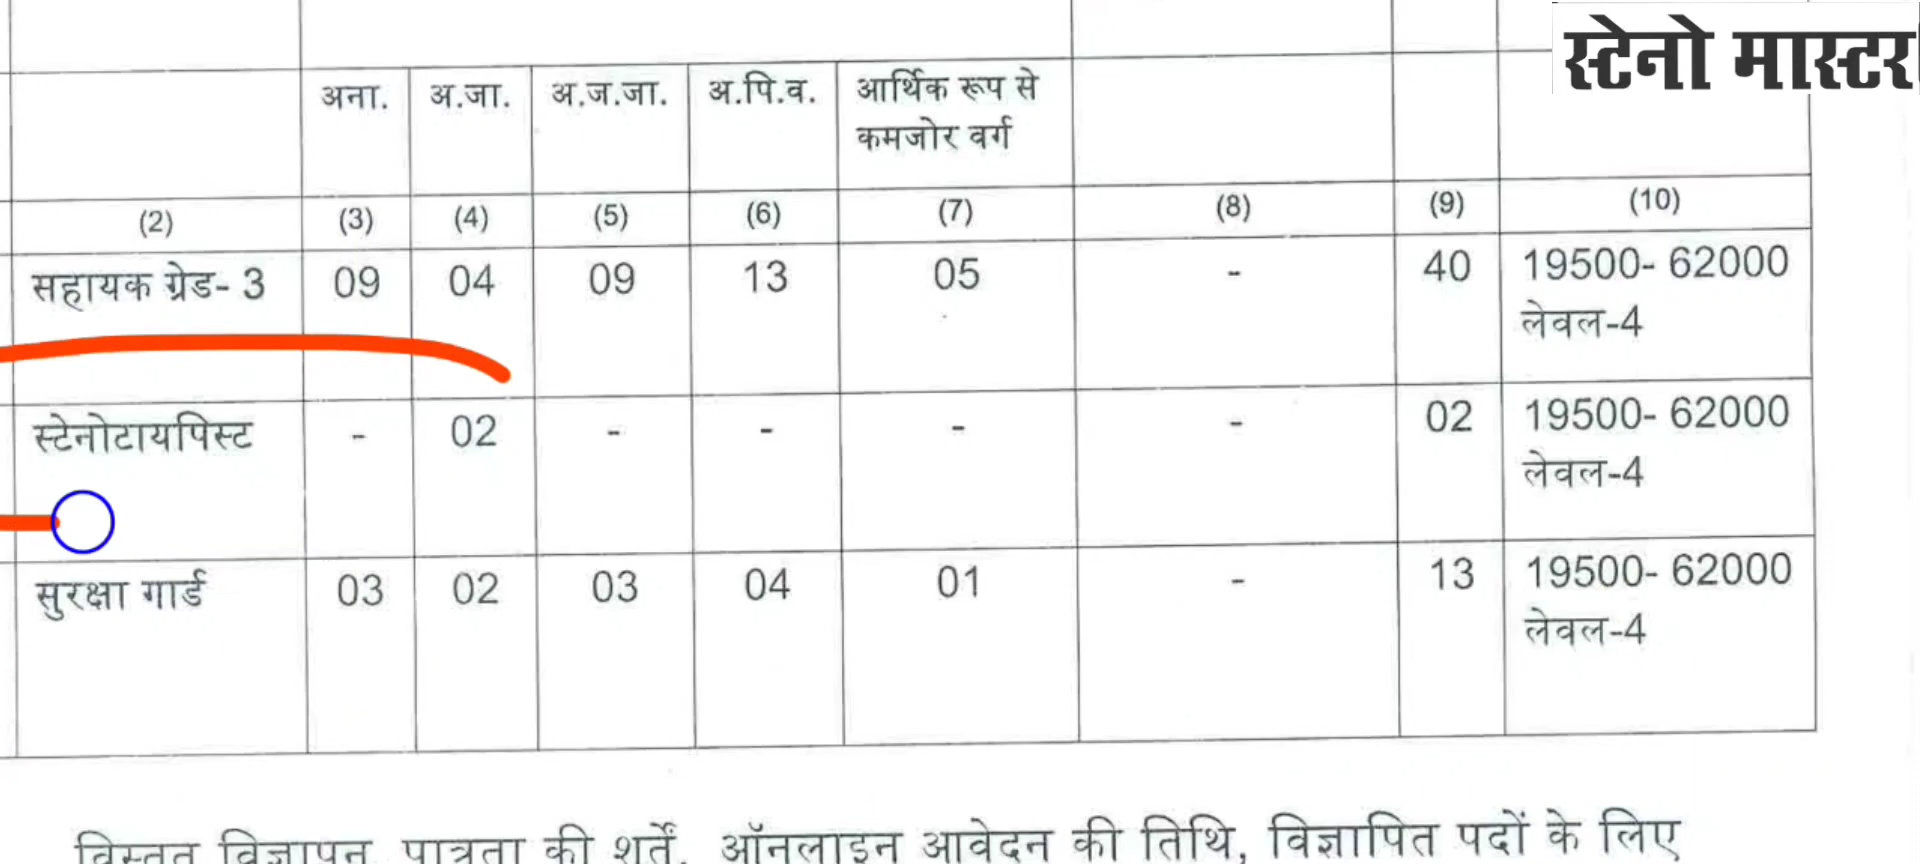 स्टेनो मास्टर
अना. अ.जा. अ.ज.जा. अ.पि.व. आर्थिक रूप से
कमजोर वर्ग
(2) (3) (4) (5) (6) (7) (8) (9) (10)
सहायक ग्रेड- 3 09 04 09 13 05 - 40 19500- 62000
लेवल-4
स्टेनोटायपिस्ट - 02 - - - - 02 19500- 62000
लेवल-4
सुरक्षा गार्ड 03 02 03 04 01 - 13 19500- 62000
लेवल-4
विस्तृत विज्ञापन, पात्रता की शर्तें, ऑनलाइन आवेदन की तिथि, विज्ञापित पदों के लिए